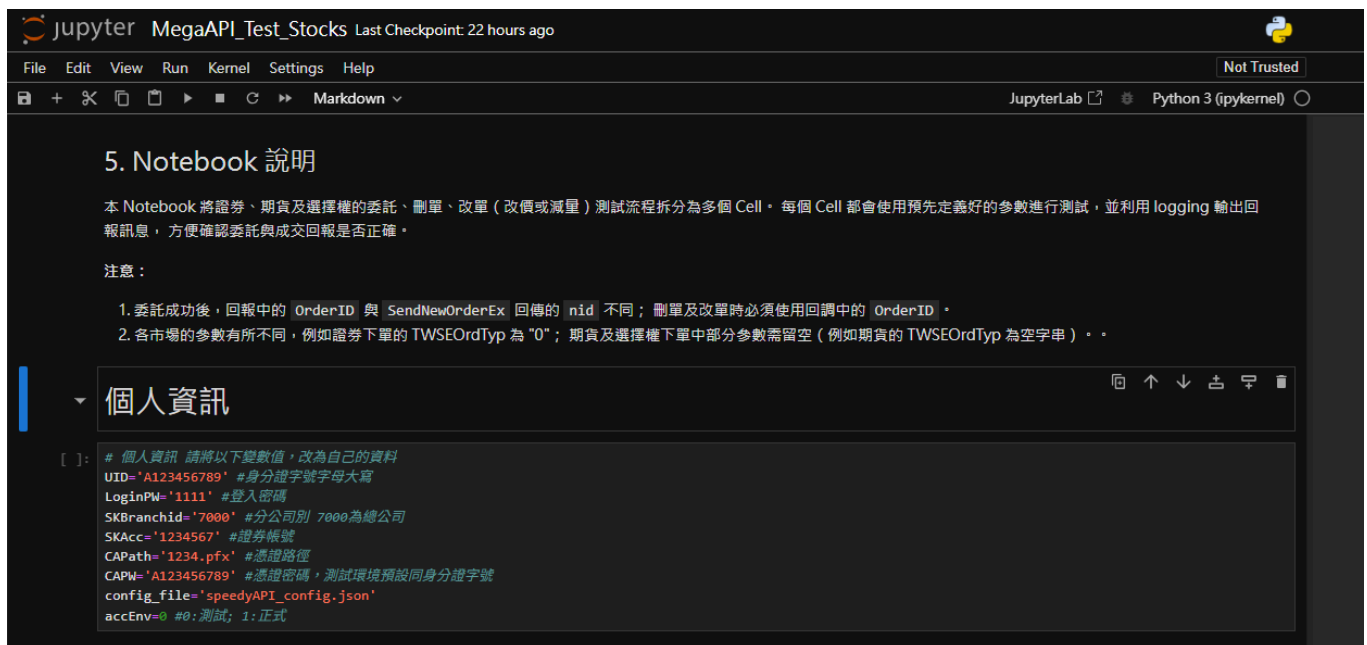 jupyter MegaAPI_Test_Stocks Last Checkpoint: 22 hours ago
File Edit View Run Kernel Settings Help Not Trusted
Markdown JupyterLab Python 3 (ipykernel)
5. Notebook 說明
本 Notebook 將證券、期貨及選擇權的委託、刪單、改單（改價或減量）測試流程拆分為多個 Cell。 每個 Cell 都會使用預先定義好的參數進行測試，並利用 logging 輸出回
報訊息， 方便確認委託與成交回報是否正確。
注意：
1. 委託成功後，回報中的 OrderID 與 SendNewOrderEx 回傳的 nid 不同； 刪單及改單時必須使用回調中的 OrderID 。
2. 各市場的參數有所不同，例如證券下單的 TWSEOrdTyp 為 "0"； 期貨及選擇權下單中部分參數需留空（例如期貨的 TWSEOrdTyp 為空字串）。。
個人資訊
[ ]: # 個人資訊 請將以下變數值，改為自己的資料
UID='A123456789' #身分證字號字母大寫
LoginPW='1111' #登入密碼
SKBranchid='7000' #分公司別 7000為總公司
SKAcc='1234567' #證券帳號
CAPath='1234.pfx' #憑證路徑
CAPW='A123456789' #憑證密碼，測試環境預設同身分證字號
config_file='speedyAPI_config.json'
accEnv=0 #0:測試; 1:正式